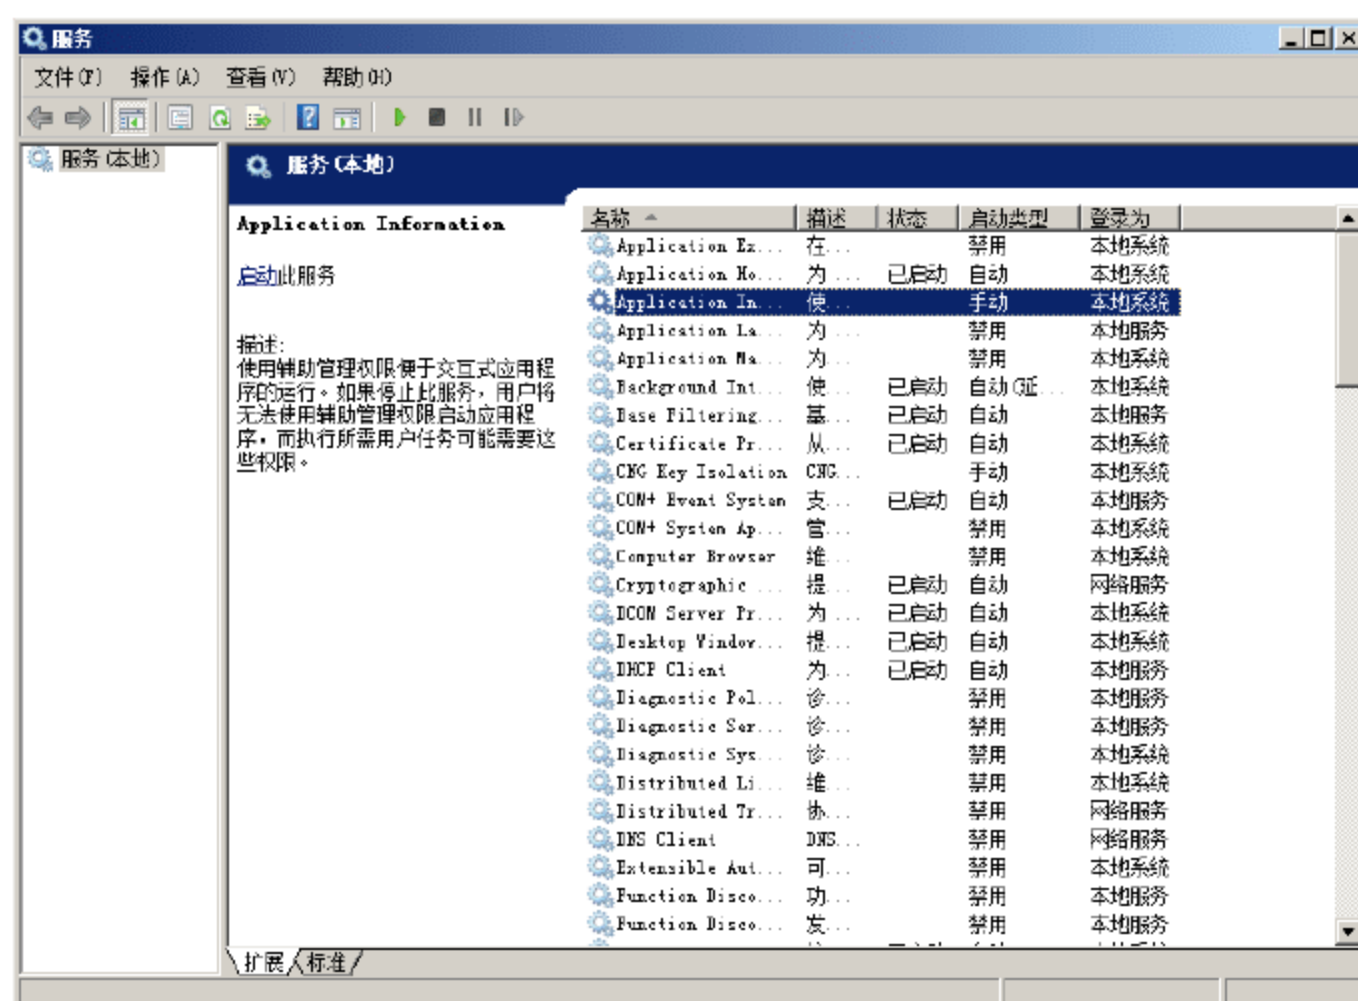 服务
文件(F) 操作(A) 查看(V) 帮助(H)
服务(本地)
服务(本地)
Application Information
启动此服务
描述:
使用辅助管理权限便于交互式应用程
序的运行。如果停止此服务，用户将
无法使用辅助管理权限启动应用程
序，而执行所需用户任务可能需要这
些权限。
名称 描述 状态 启动类型 登录为
Application Ex... 在... 禁用 本地系统
Application Ho... 为 ... 已启动 自动 本地系统
Application In... 使... 手动 本地系统
Application La... 为 ... 禁用 本地服务
Application Ma... 为... 禁用 本地系统
Background Int... 使... 已启动 自动(延... 本地系统
Base Filtering... 基... 已启动 自动 本地服务
Certificate Pr... 从... 已启动 自动 本地系统
CNG Key Isolation CNG... 手动 本地系统
COM+ Event System 支... 已启动 自动 本地服务
COM+ System Ap... 管... 禁用 本地系统
Computer Browser 维... 禁用 本地系统
Cryptographic ... 提... 已启动 自动 网络服务
DCOM Server Pr... 为 ... 已启动 自动 本地系统
Desktop Window... 提... 已启动 自动 本地系统
DHCP Client 为... 已启动 自动 本地服务
Diagnostic Pol... 诊... 禁用 本地服务
Diagnostic Ser... 诊... 禁用 本地服务
Diagnostic Sys... 诊... 禁用 本地系统
Distributed Li... 维... 禁用 本地系统
Distributed Tr... 协... 禁用 网络服务
DNS Client DNS... 禁用 网络服务
Extensible Aut... 可... 禁用 本地系统
Function Disco... 功... 禁用 本地服务
Function Disco... 发... 禁用 本地服务
扩展 标准